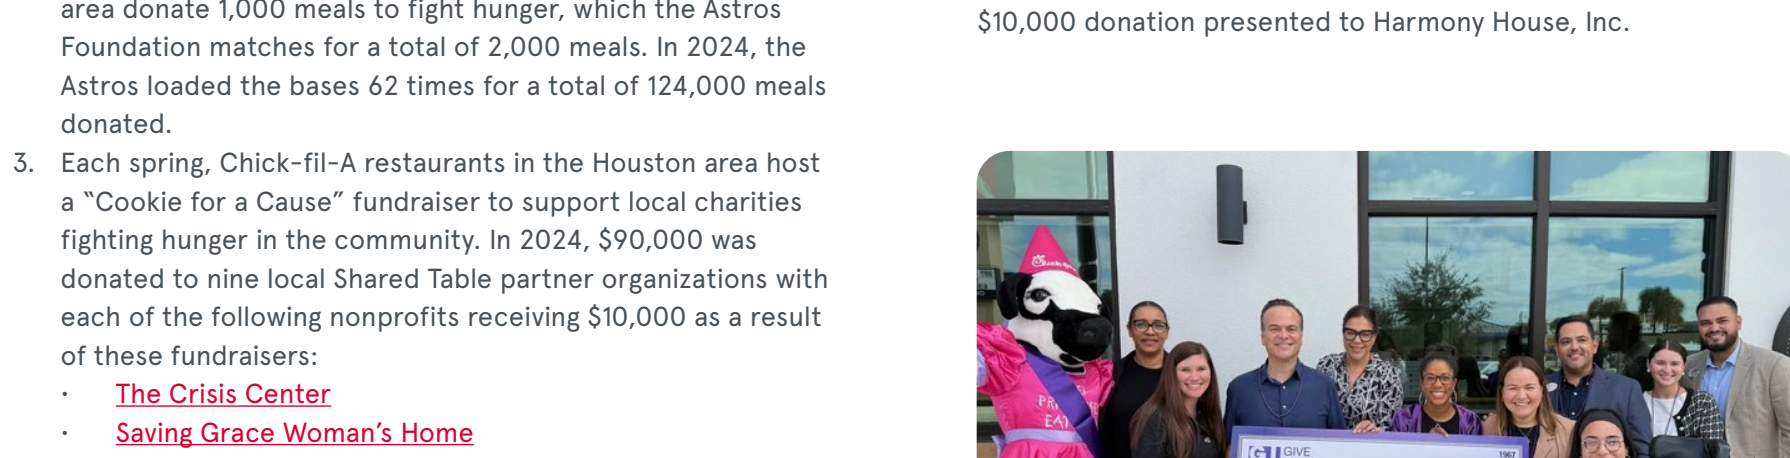 area donate 1,000 meals to fight hunger, which the Astros
Foundation matches for a total of 2,000 meals. In 2024, the
Astros loaded the bases 62 times for a total of 124,000 meals
donated.
3. Each spring, Chick-fil-A restaurants in the Houston area host
a “Cookie for a Cause” fundraiser to support local charities
fighting hunger in the community. In 2024, $90,000 was
donated to nine local Shared Table partner organizations with
each of the following nonprofits receiving $10,000 as a result
of these fundraisers:
· The Crisis Center
· Saving Grace Woman’s Home
$10,000 donation presented to Harmony House, Inc.
GIVE
1967